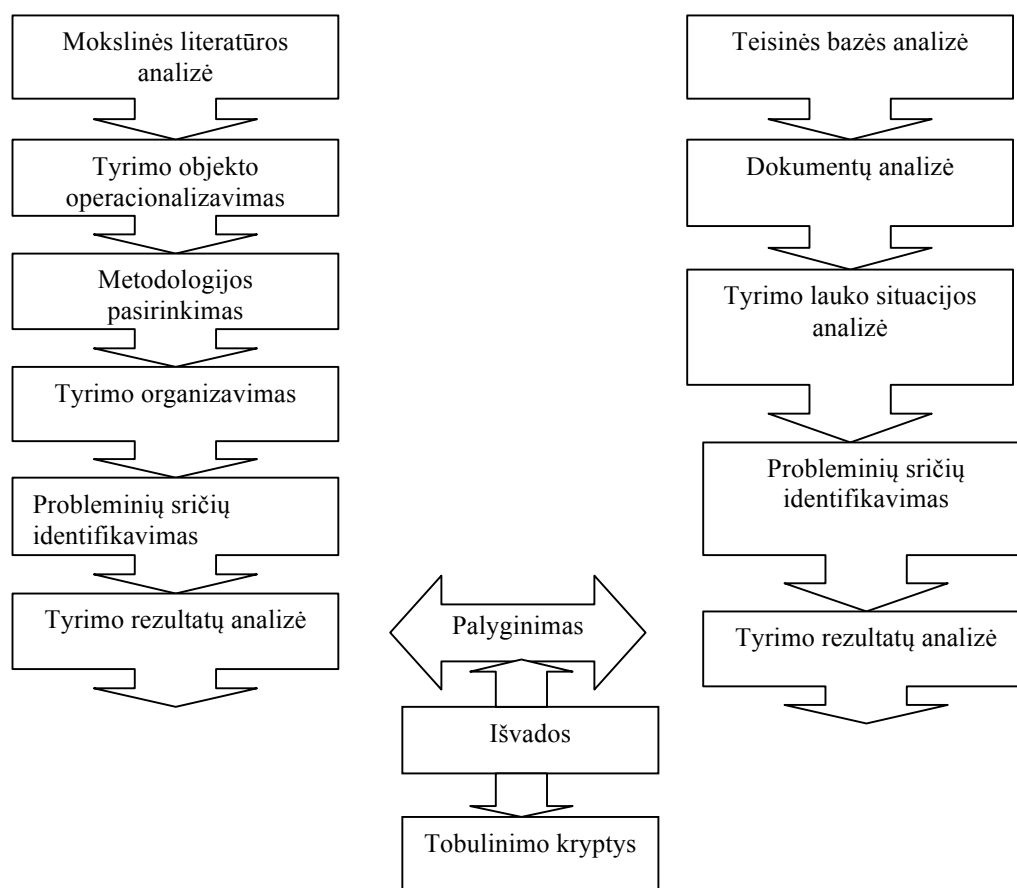 Mokslinės literatūros
analizė
Tyrimo objekto
operacionalizavimas
Metodologijos
pasirinkimas
Tyrimo organizavimas
Probleminių sričių
identifikavimas
Tyrimo rezultatų analizė
Teisinės bazės analizė
Dokumentų analizė
Tyrimo lauko situacijos
analizė
Probleminių sričių
identifikavimas
Tyrimo rezultatų analizė
Palyginimas
Išvados
Tobulinimo kryptys